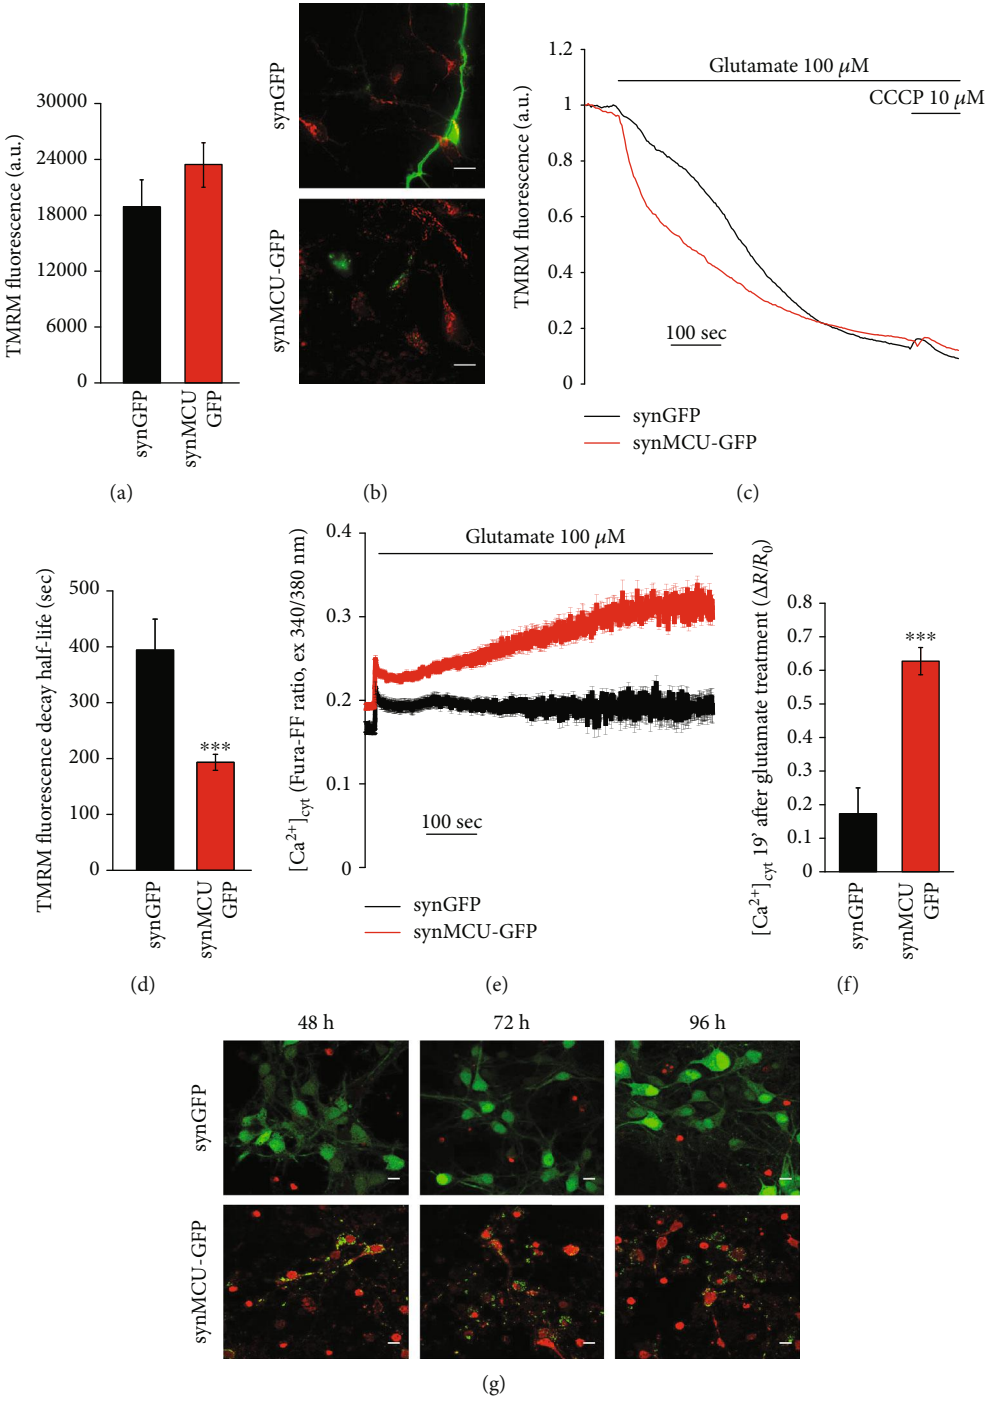 TMRM fluorescence (a.u.)
30000
24000
18000
12000
6000
0
synGFP
synMCU
GFP
(a)
synGFP
synMCU-GFP
(b)
TMRM fluorescence (a.u.)
1.2
1
0.8
0.6
0.4
0.2
0
Glutamate 100 μM
CCCP 10 μM
100 sec
synGFP
synMCU-GFP
(c)
TMRM fluorescence decay half-life (sec)
500
400
300
200
100
0
***
synGFP
synMCU
GFP
(d)
[Ca²⁺]cyt (Fura-FF ratio, ex 340/380 nm)
0.4
0.3
0.2
0.1
0
Glutamate 100 μM
100 sec
synGFP
synMCU-GFP
(e)
[Ca²⁺]cyt 19’ after glutamate treatment (ΔR/R₀)
0.8
0.7
0.6
0.5
0.4
0.3
0.2
0.1
0
***
synGFP
synMCU
GFP
(f)
48 h
72 h
96 h
synGFP
synMCU-GFP
(g)